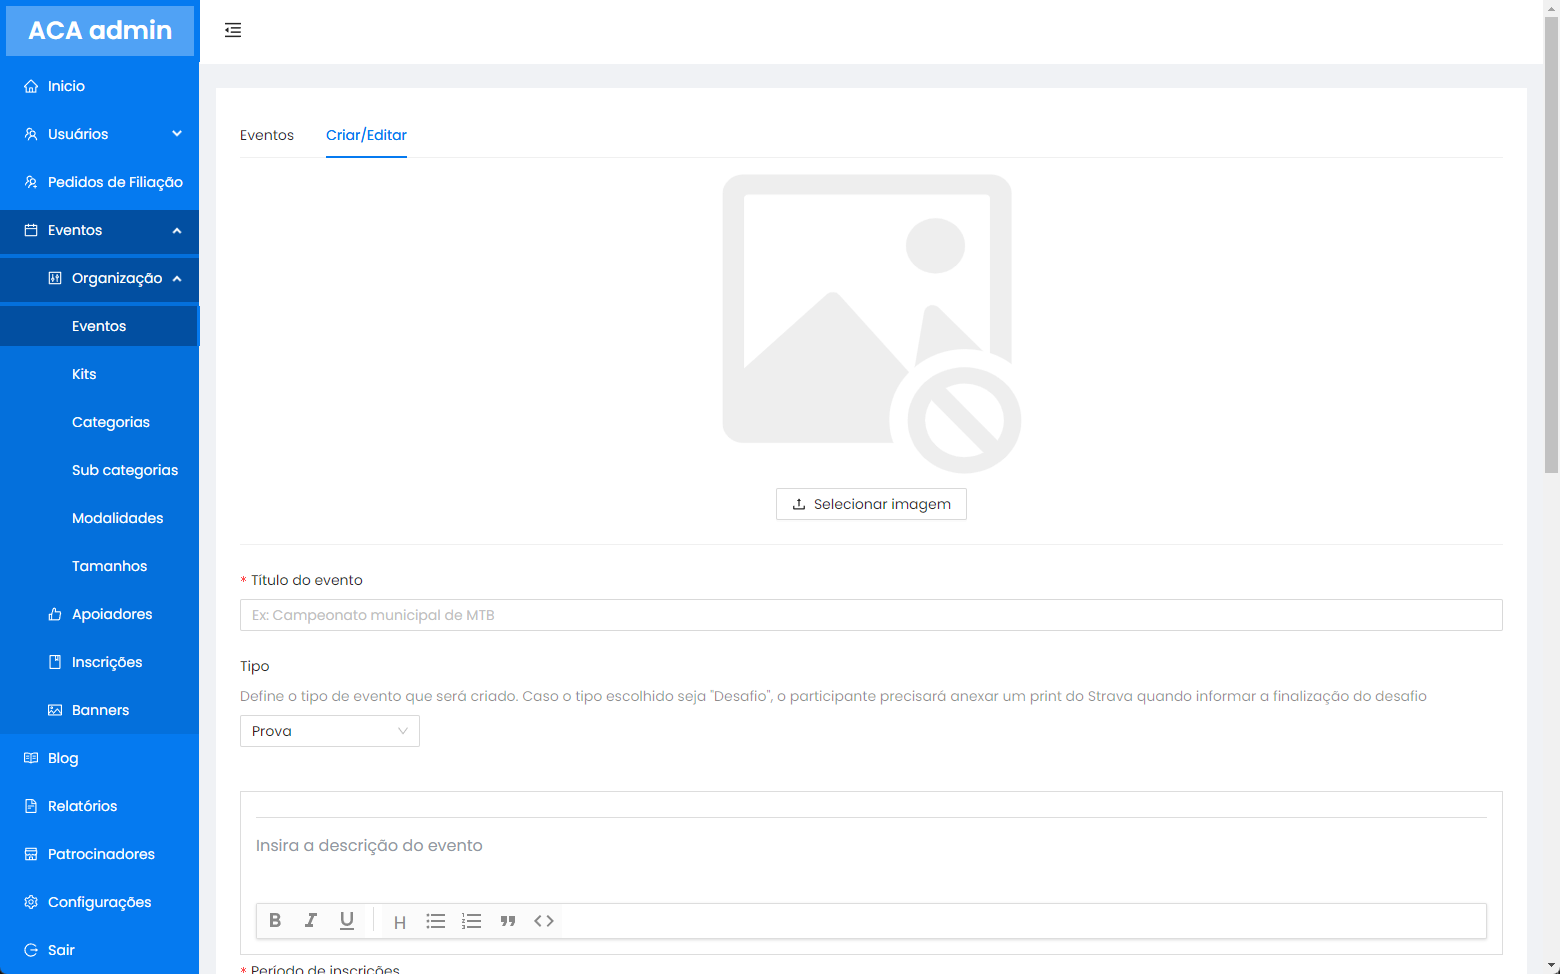 ACA admin
Inicio
Usuários
Pedidos de Filiação
Eventos
Organização
Eventos
Kits
Categorias
Sub categorias
Modalidades
Tamanhos
Apoiadores
Inscrições
Banners
Blog
Relatórios
Patrocinadores
Configurações
Sair
Eventos
Criar/Editar
Selecionar imagem
* Título do evento
Ex: Campeonato municipal de MTB
Tipo
Define o tipo de evento que será criado. Caso o tipo escolhido seja "Desafio", o participante precisará anexar um print do Strava quando informar a finalização do desafio
Prova
Insira a descrição do evento
B I U H
* Período de inscrições